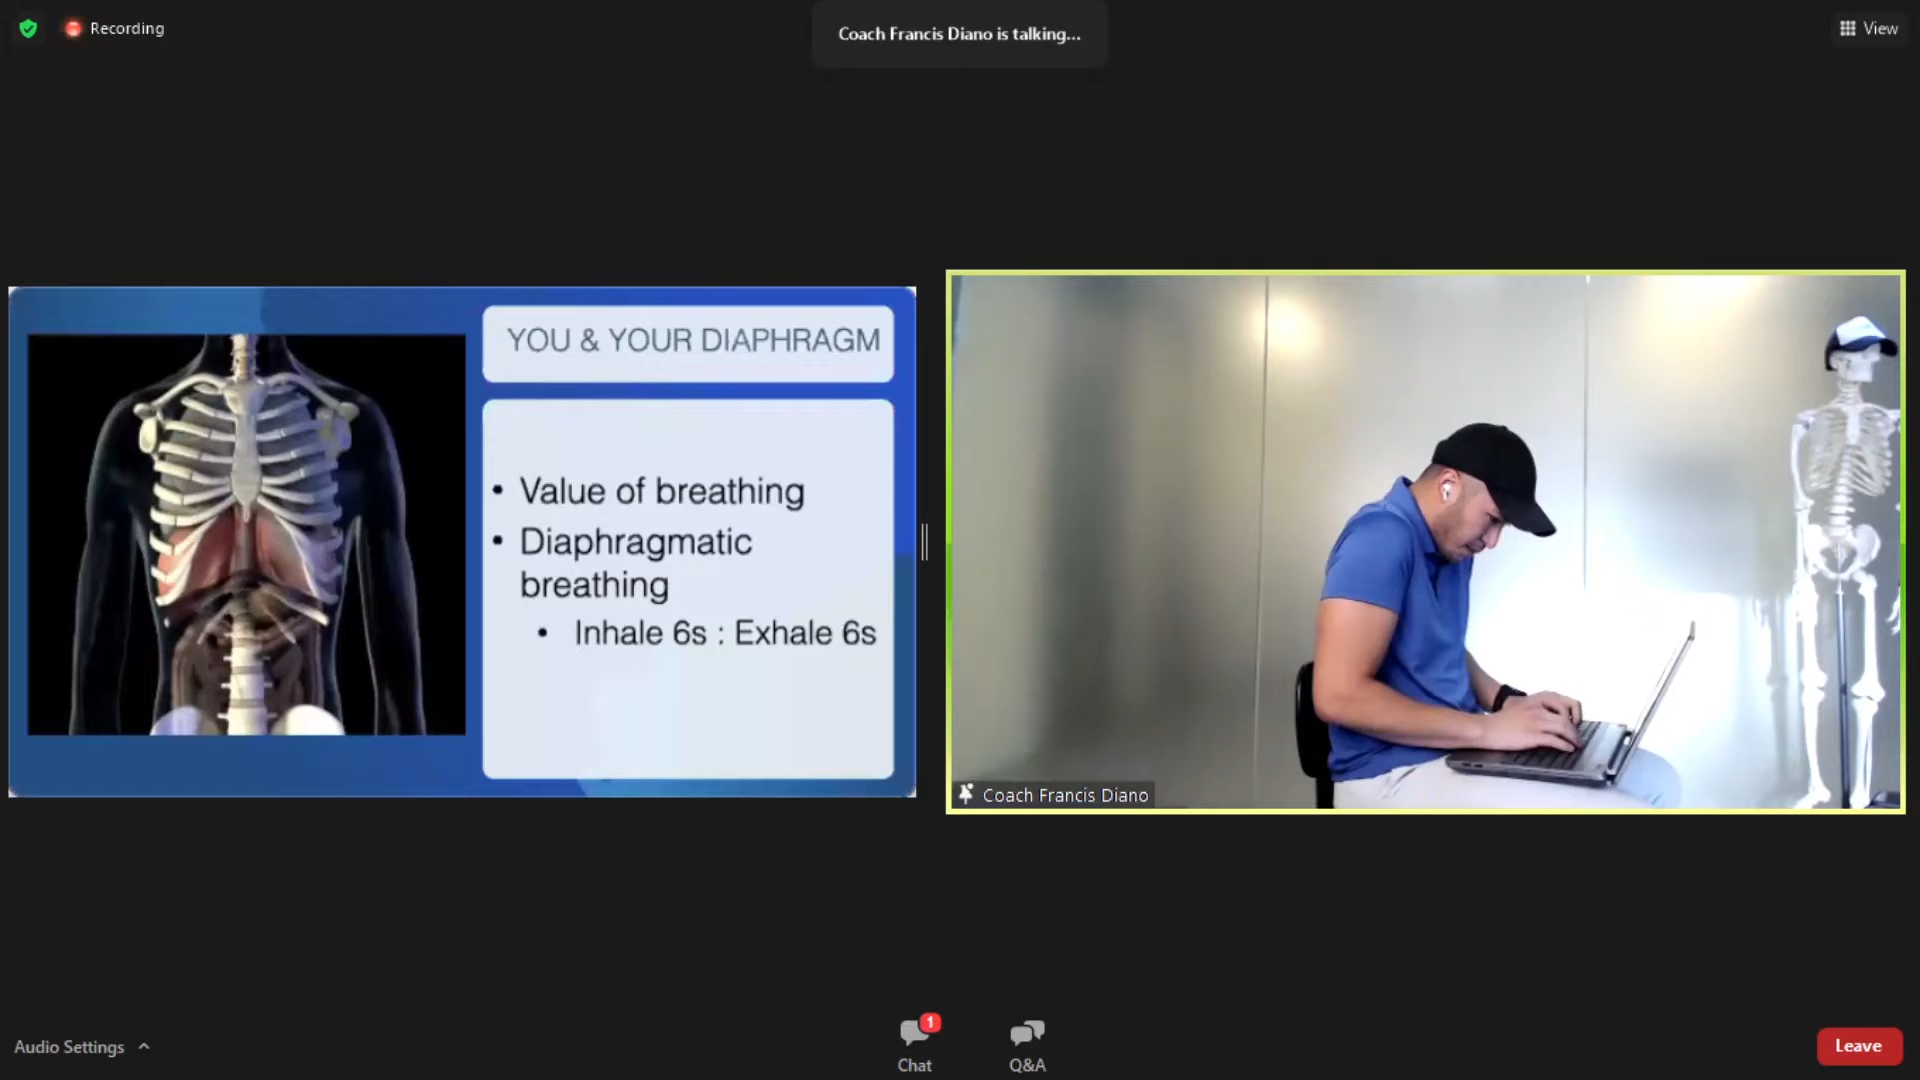 Recording
Coach Francis Diano is talking...
View
YOU & YOUR DIAPHRAGM
• Value of breathing
• Diaphragmatic
breathing
• Inhale 6s : Exhale 6s
Coach Francis Diano
Audio Settings
1
Chat
Q&A
Leave